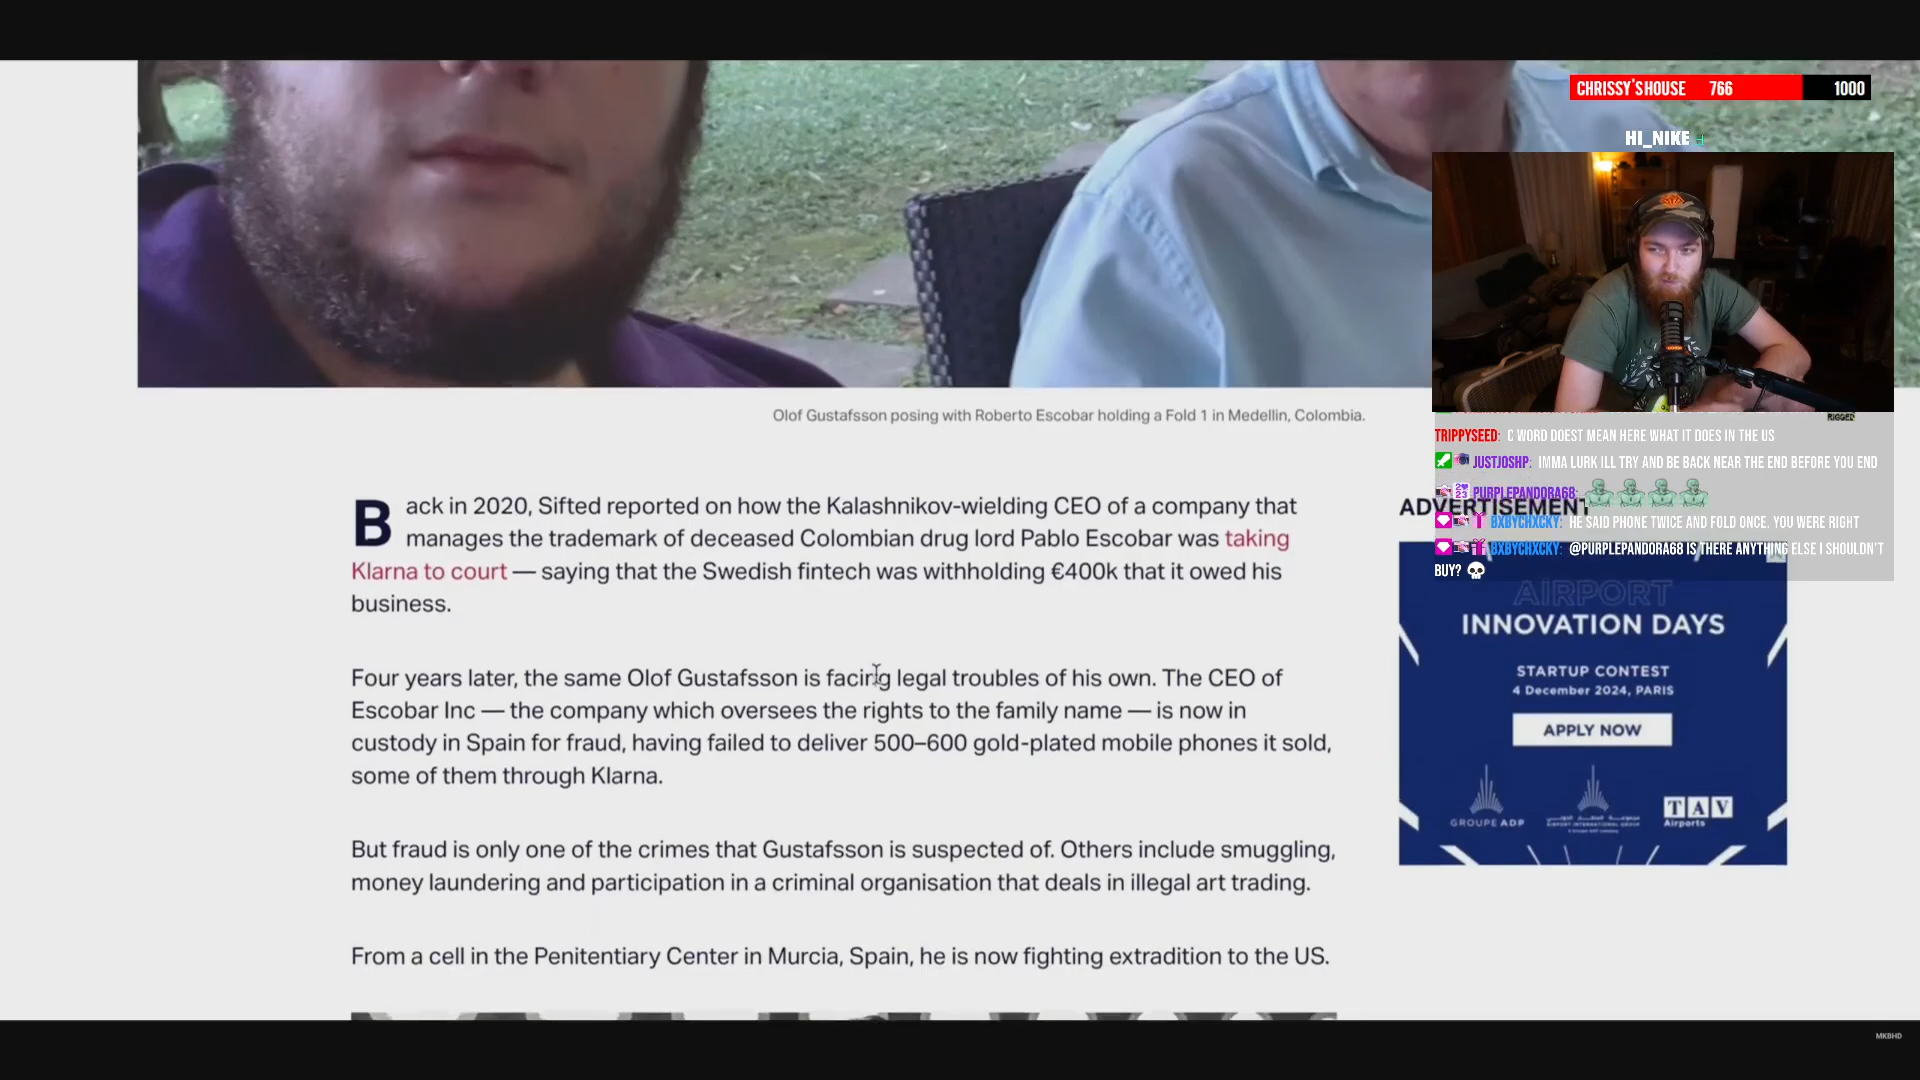 CHRISSY'SHOUSE 766 1000
HI_NIKE
Olof Gustafsson posing with Roberto Escobar holding a Fold 1 in Medellin, Colombia.
RIGGED
TRIPPYSEED: C WORD DOEST MEAN HERE WHAT IT DOES IN THE US
JUSTJOSHP: IMMA LURK ILL TRY AND BE BACK NEAR THE END BEFORE YOU END
PURPLEPANDORA68:
BXBYCHXCKY: HE SAID PHONE TWICE AND FOLD ONCE. YOU WERE RIGHT
BXBYCHXCKY: @PURPLEPANDORA68 IS THERE ANYTHING ELSE I SHOULDN'T
BUY?
Back in 2020, Sifted reported on how the Kalashnikov-wielding CEO of a company that
manages the trademark of deceased Colombian drug lord Pablo Escobar was taking
Klarna to court — saying that the Swedish fintech was withholding €400k that it owed his
business.
Four years later, the same Olof Gustafsson is facing legal troubles of his own. The CEO of
Escobar Inc — the company which oversees the rights to the family name — is now in
custody in Spain for fraud, having failed to deliver 500–600 gold-plated mobile phones it sold,
some of them through Klarna.
But fraud is only one of the crimes that Gustafsson is suspected of. Others include smuggling,
money laundering and participation in a criminal organisation that deals in illegal art trading.
From a cell in the Penitentiary Center in Murcia, Spain, he is now fighting extradition to the US.
ADVERTISEMENT
AIRPORT
INNOVATION DAYS
STARTUP CONTEST
4 December 2024, PARIS
APPLY NOW
GROUPE ADP
TAV
Airports
MKBHD